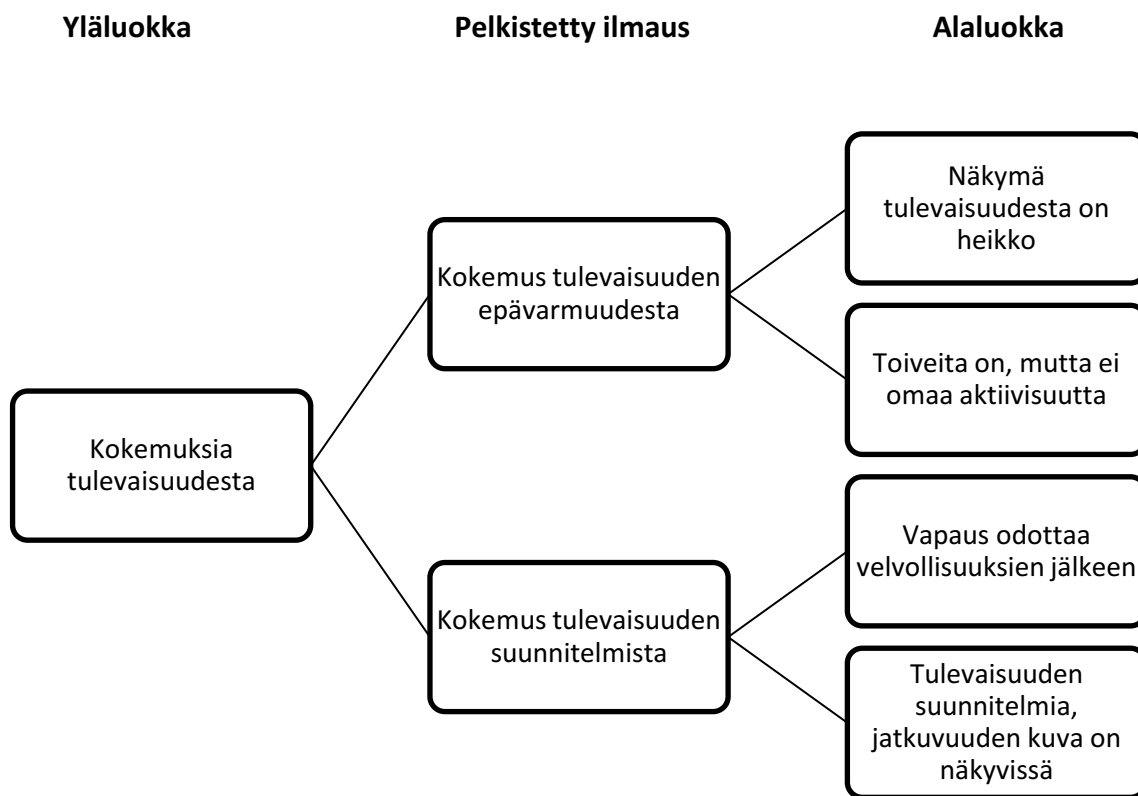 Yläluokka
Pelkistetty ilmaus
Alaluokka
Kokemuksia
tulevaisuudesta
Kokemus tulevaisuuden
epävarmuudesta
Kokemus tulevaisuuden
suunnitelmista
Näkymä
tulevaisuudesta on
heikko
Toiveita on, mutta ei
omaa aktiivisuutta
Vapaus odottaa
velvollisuuksien jälkeen
Tulevaisuuden
suunnitelmia,
jatkuvuuden kuva on
näkyvissä